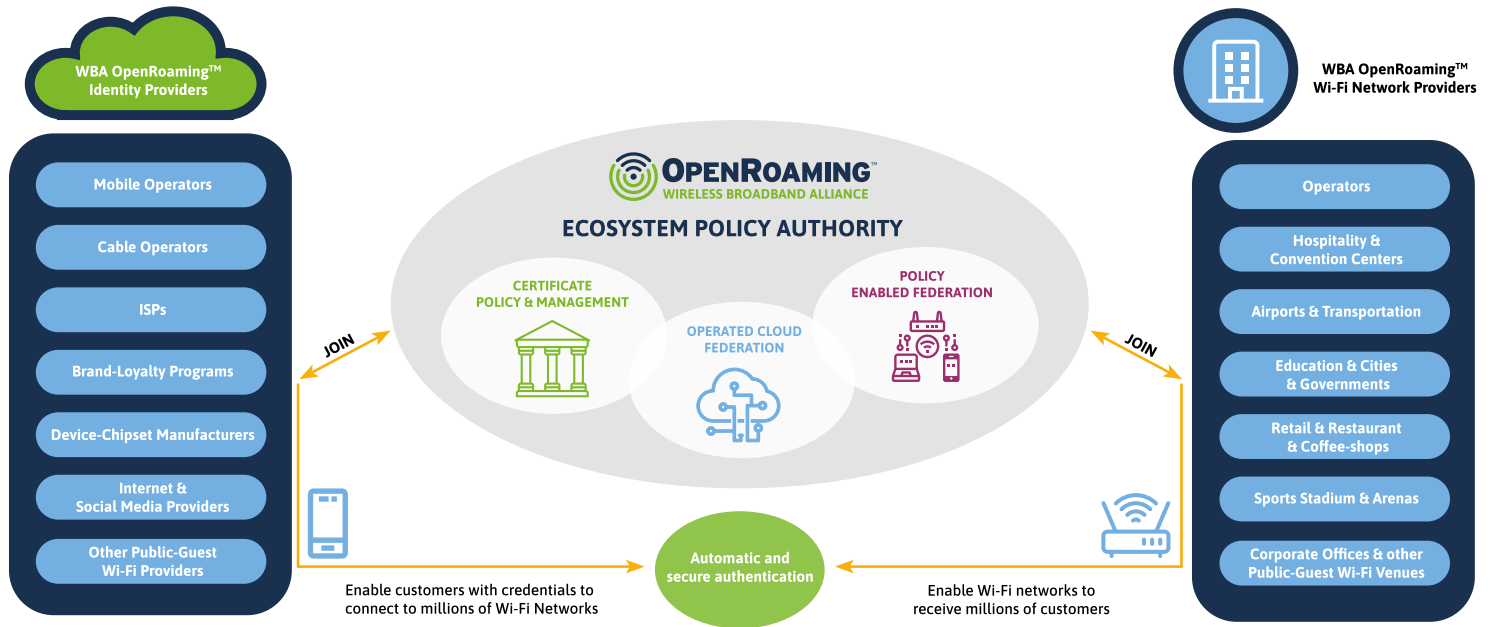 WBA OpenRoaming™
Identity Providers
Mobile Operators
Cable Operators
ISPs
Brand-Loyalty Programs
Device-Chipset Manufacturers
Internet &
Social Media Providers
Other Public-Guest
Wi-Fi Providers
JOIN
OPENROAMING™
WIRELESS BROADBAND ALLIANCE
ECOSYSTEM POLICY AUTHORITY
CERTIFICATE
POLICY & MANAGEMENT
OPERATED CLOUD
FEDERATION
POLICY
ENABLED FEDERATION
JOIN
WBA OpenRoaming™
Wi-Fi Network Providers
Operators
Hospitality &
Convention Centers
Airports & Transportation
Education & Cities
& Governments
Retail & Restaurant
& Coffee-shops
Sports Stadium & Arenas
Corporate Offices & other
Public-Guest Wi-Fi Venues
Enable customers with credentials to
connect to millions of Wi-Fi Networks
Automatic and
secure authentication
Enable Wi-Fi networks to
receive millions of customers